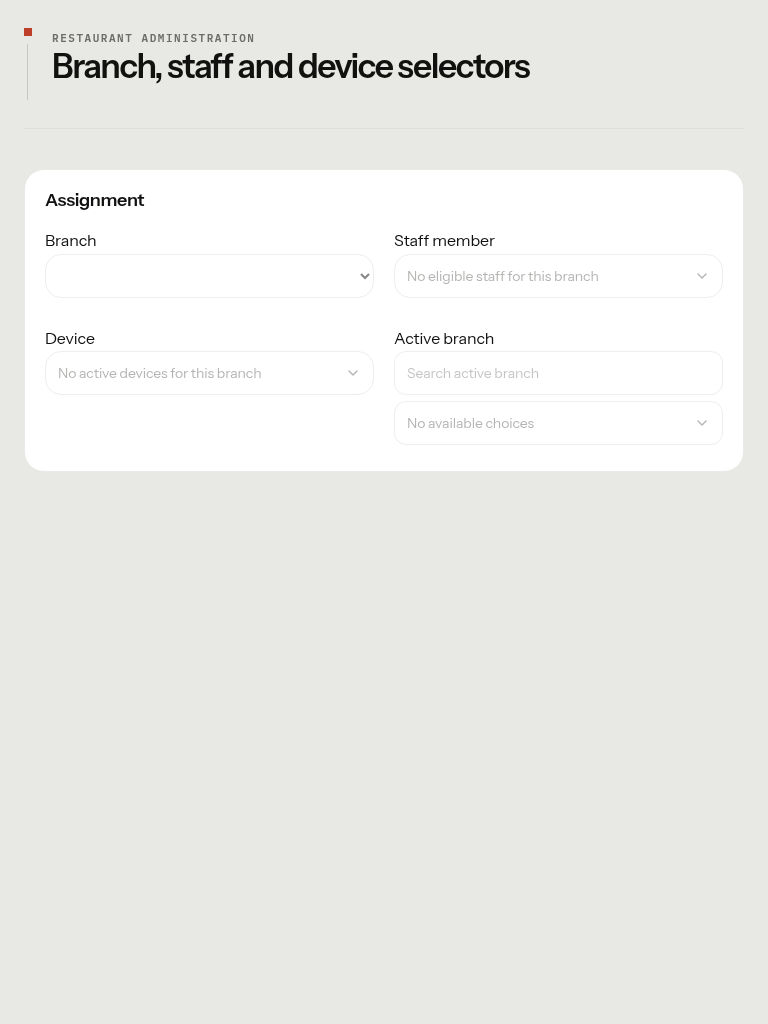 RESTAURANT ADMINISTRATION
Branch, staff and device selectors
Assignment
Branch
Staff member
No eligible staff for this branch
Device
No active devices for this branch
Active branch
Search active branch
No available choices